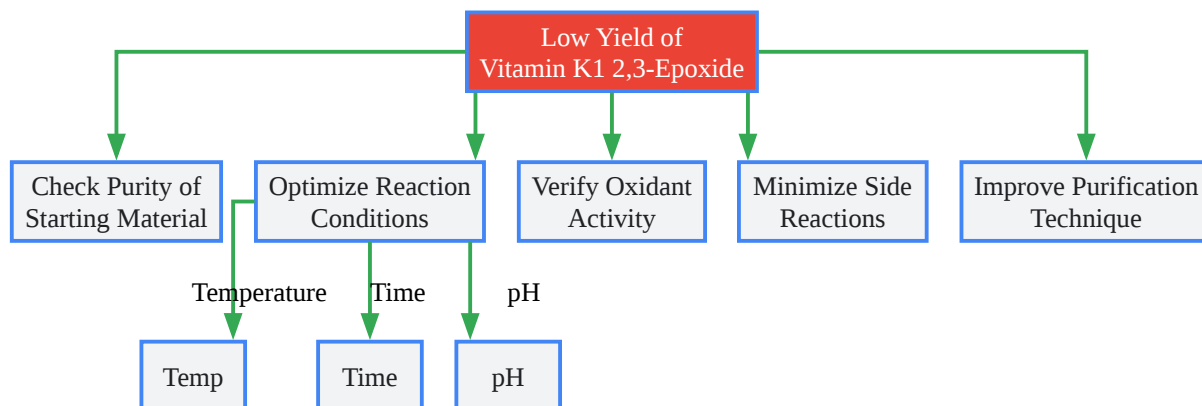 Low Yield of
Vitamin K1 2,3-Epoxide
Check Purity of
Starting Material
Optimize Reaction
Conditions
Verify Oxidant
Activity
Minimize Side
Reactions
Improve Purification
Technique
Temperature
Time
pH
Temp
Time
pH